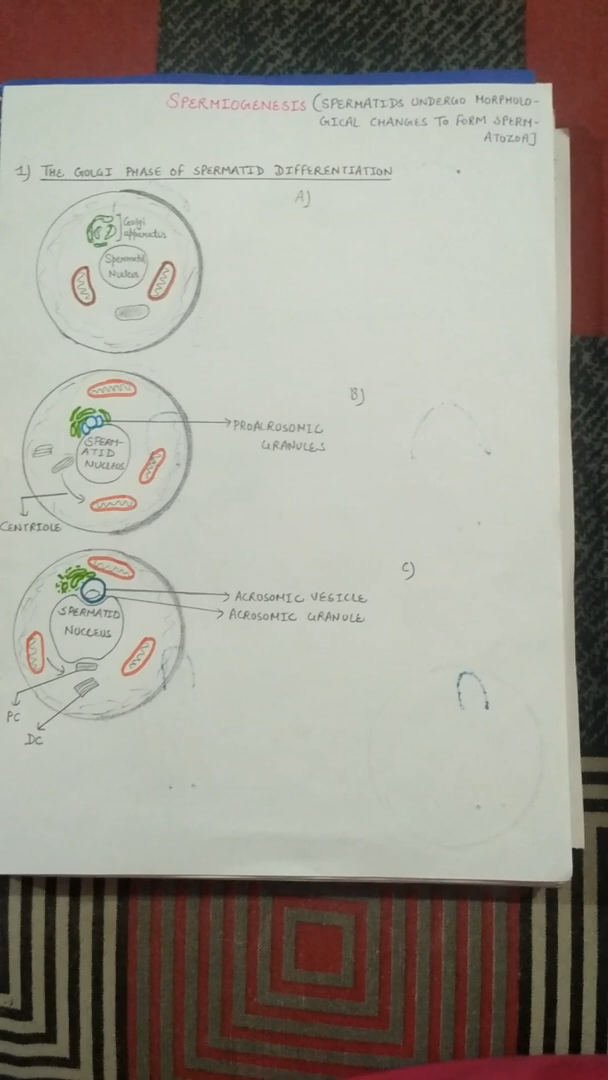 SPERMIOGENESIS (SPERMATIDS UNDERGO MORPHOLO-
GICAL CHANGES TO FORM SPERM-
ATOZOA]
1) THE GOLGI PHASE OF SPERMATID DIFFERENTIATION
A)
Golgi
apparatus
Spermatid
Nucleus
B)
PROACROSOMIC
GRANULES
SPERM-
ATID
NUCLEUS
CENTRIOLE
C)
ACROSOMIC VESICLE
ACROSOMIC GRANULE
SPERMATID
NUCLEUS
PC
DC